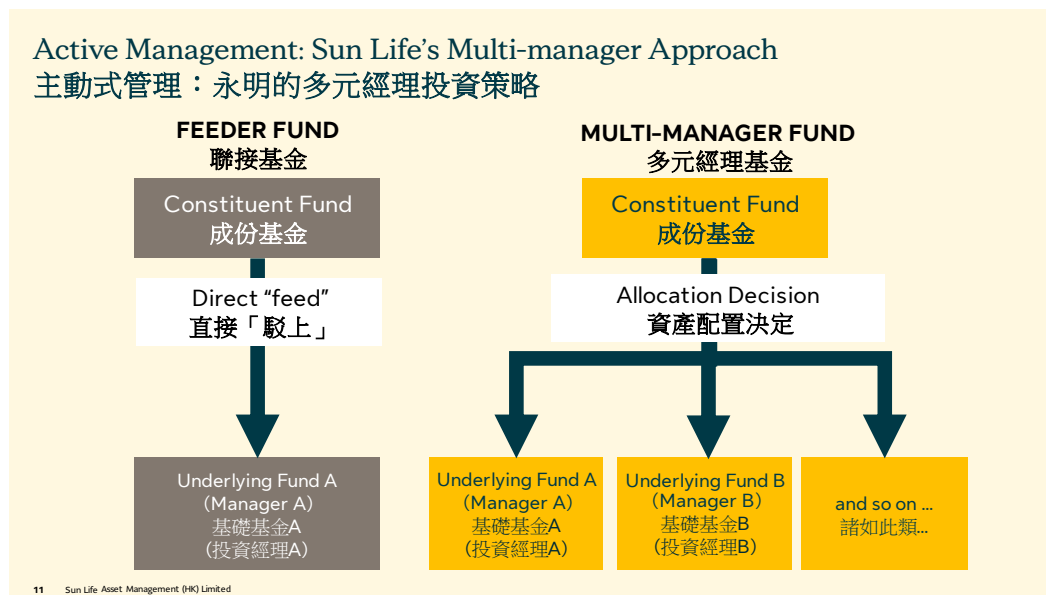 Active Management: Sun Life's Multi-manager Approach
主動式管理：永明的多元經理投資策略
FEEDER FUND
聯接基金
Constituent Fund
成份基金
Direct “feed”
直接「駁上」
Underlying Fund A
(Manager A)
基礎基金A
(投資經理A)
MULTI-MANAGER FUND
多元經理基金
Constituent Fund
成份基金
Allocation Decision
資產配置決定
Underlying Fund A
(Manager A)
基礎基金A
(投資經理A)
Underlying Fund B
(Manager B)
基礎基金B
(投資經理B)
and so on ...
諸如此類...
11 Sun Life Asset Management (HK) Limited